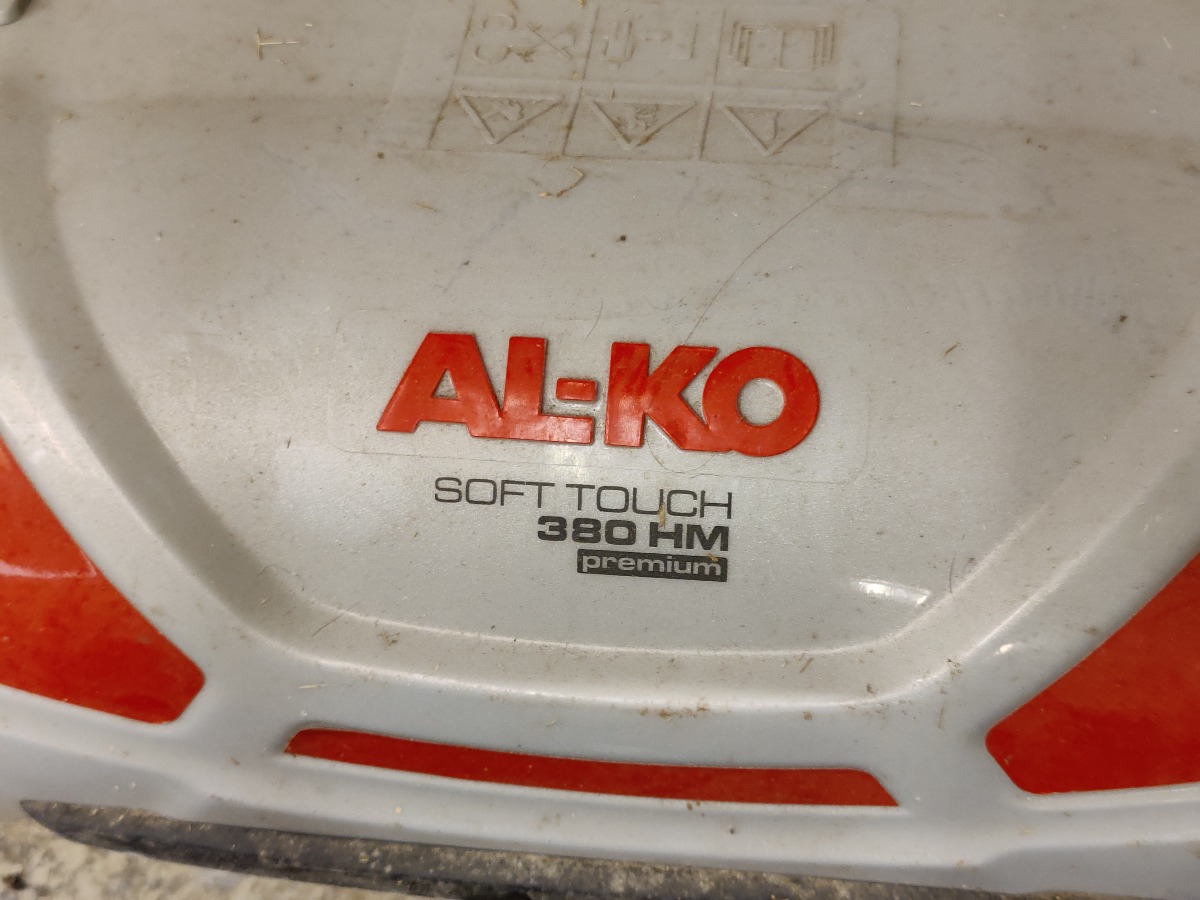 AL-KO
SOFT TOUCH
380 HM
premium